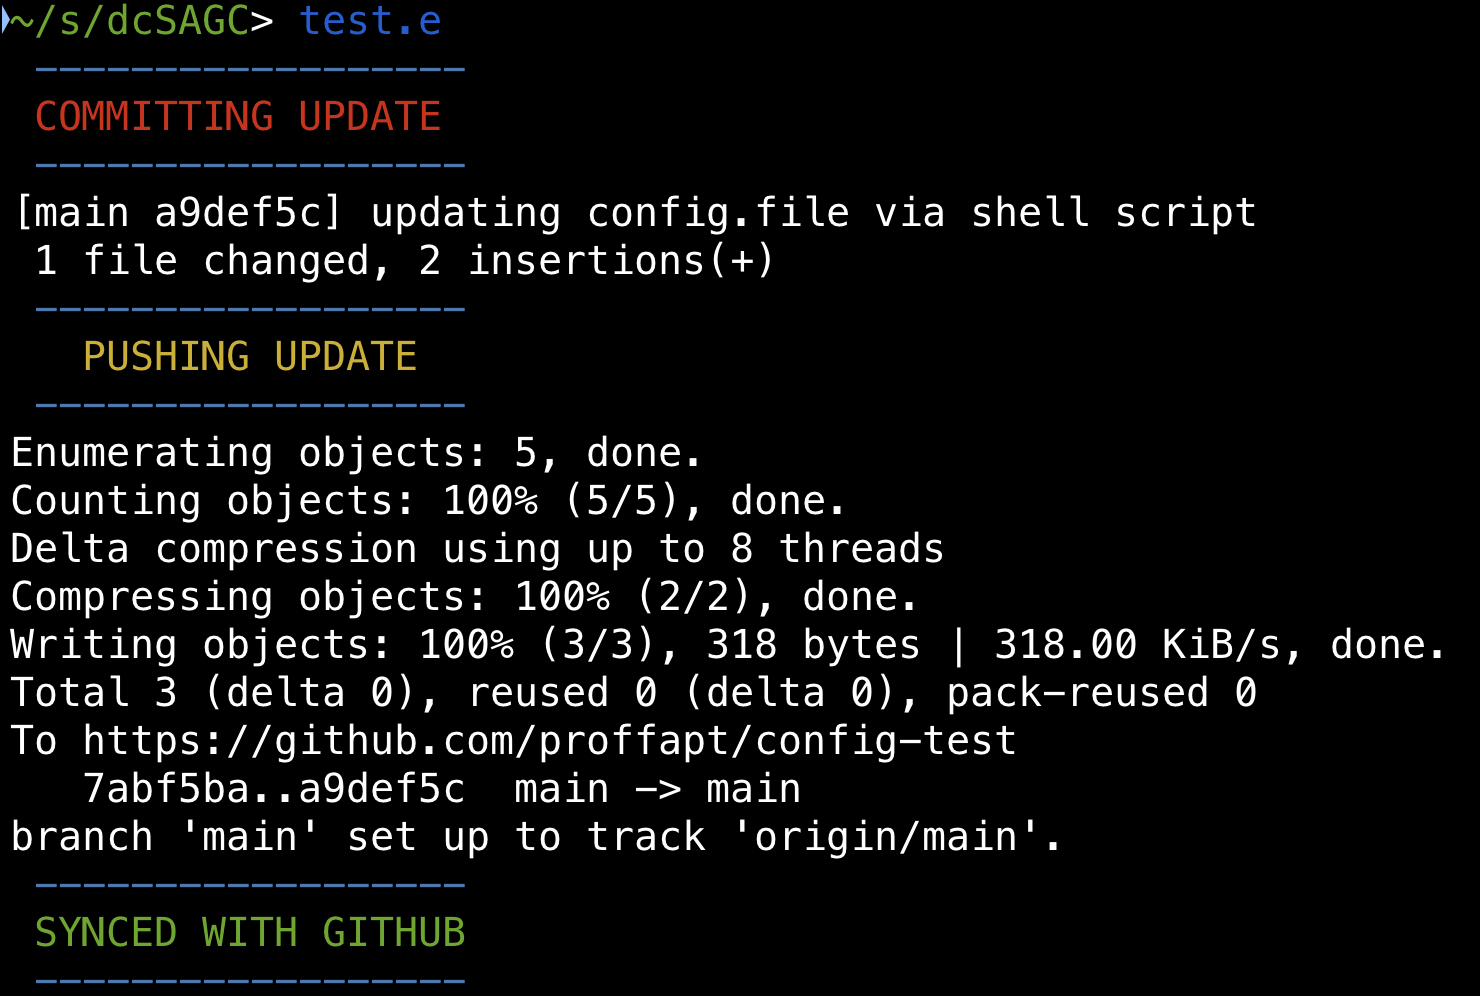 ~/s/dcSAGC> test.e
------------------
COMMITTING UPDATE
------------------
[main a9def5c] updating config.file via shell script
 1 file changed, 2 insertions(+)
------------------
PUSHING UPDATE
------------------
Enumerating objects: 5, done.
Counting objects: 100% (5/5), done.
Delta compression using up to 8 threads
Compressing objects: 100% (2/2), done.
Writing objects: 100% (3/3), 318 bytes | 318.00 KiB/s, done.
Total 3 (delta 0), reused 0 (delta 0), pack-reused 0
To https://github.com/proffapt/config-test
   7abf5ba..a9def5c  main -> main
branch 'main' set up to track 'origin/main'.
------------------
SYNCED WITH GITHUB
------------------